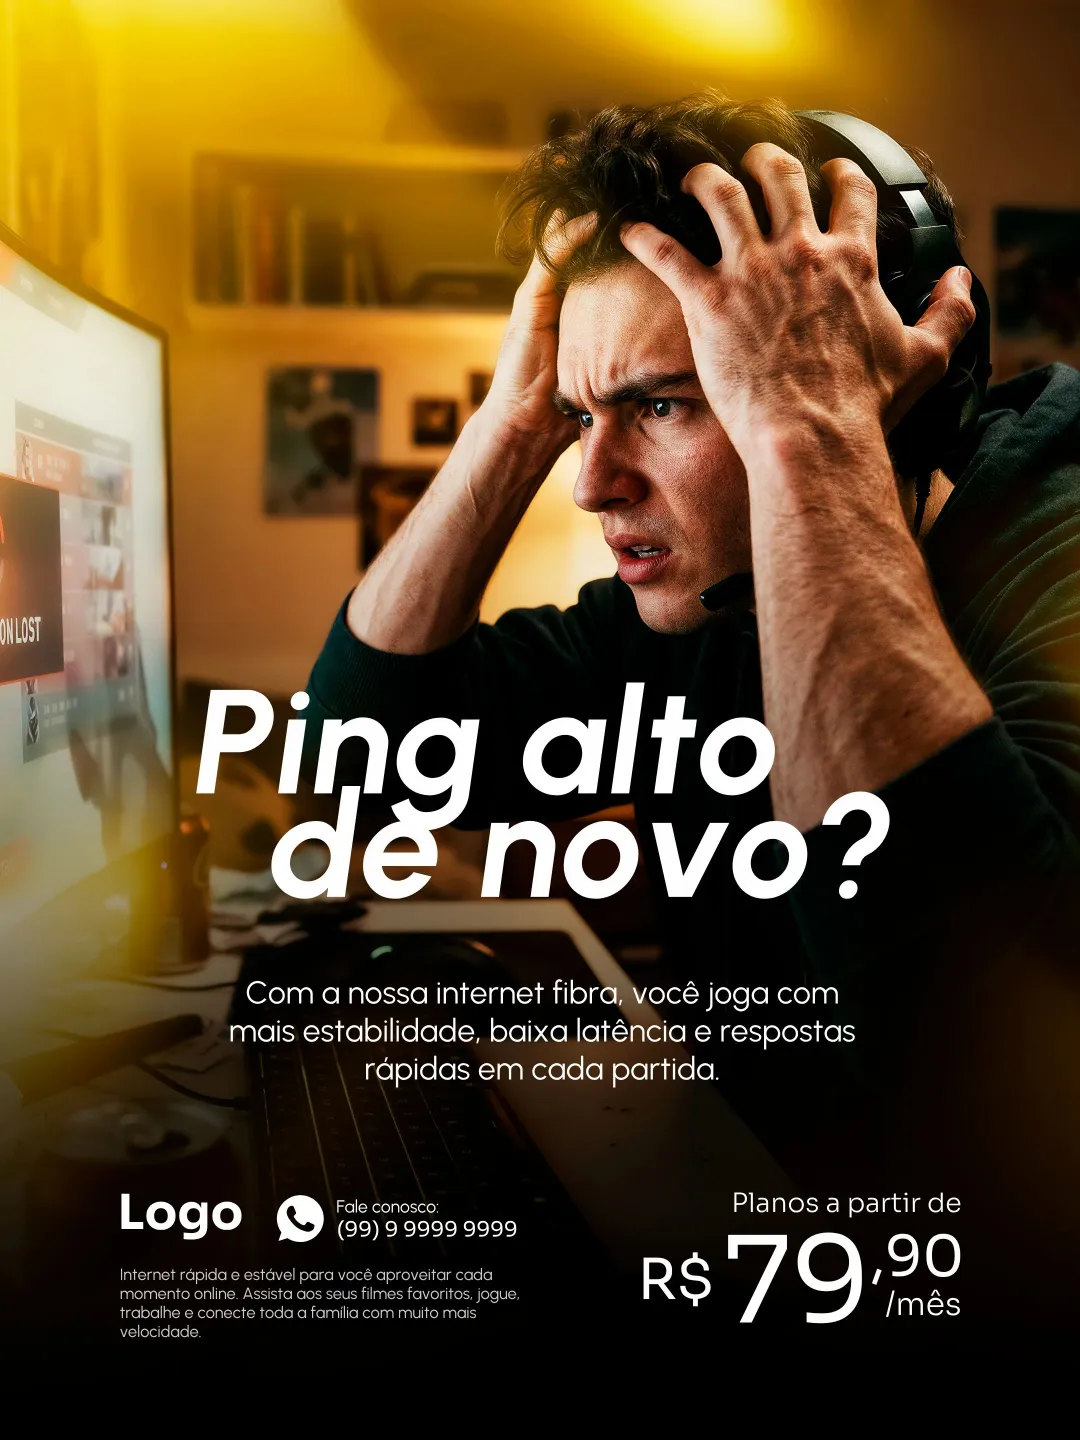 ON LOST
Ping alto
de novo?
Com a nossa internet fibra, você joga com
mais estabilidade, baixa latência e respostas
rápidas em cada partida.
Logo
Fale conosco:
(99) 9 9999 9999
Internet rápida e estável para você aproveitar cada
momento online. Assista aos seus filmes favoritos, jogue,
trabalhe e conecte toda a família com muito mais
velocidade.
Planos a partir de
R$ 79,90
/mês